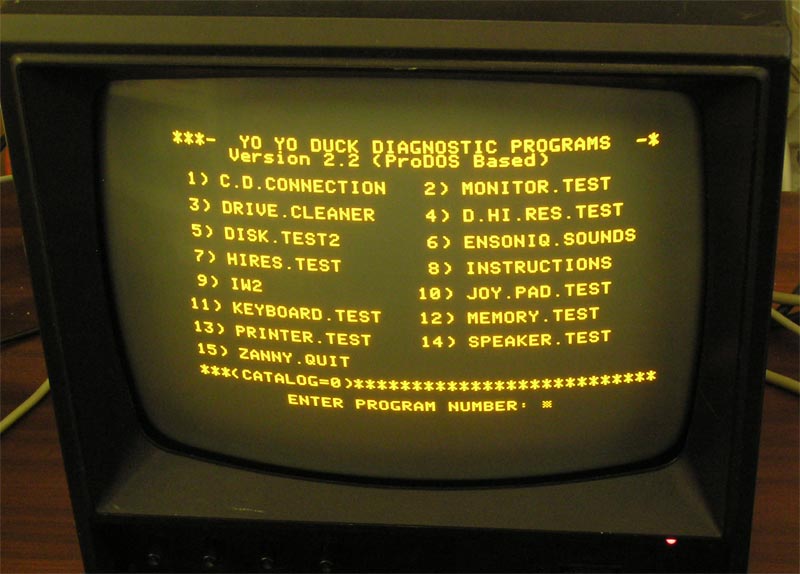 ***-  YO YO DUCK DIAGNOSTIC PROGRAMS  -*
Version 2.2 (ProDOS Based)
1) C.D.CONNECTION 2) MONITOR.TEST
3) DRIVE.CLEANER 4) D.HI.RES.TEST
5) DISK.TEST2 6) ENSONIQ.SOUNDS
7) HIRES.TEST 8) INSTRUCTIONS
9) IW2 10) JOY.PAD.TEST
11) KEYBOARD.TEST 12) MEMORY.TEST
13) PRINTER.TEST 14) SPEAKER.TEST
15) ZANNY.QUIT
***(CATALOG=0)**************************
ENTER PROGRAM NUMBER: